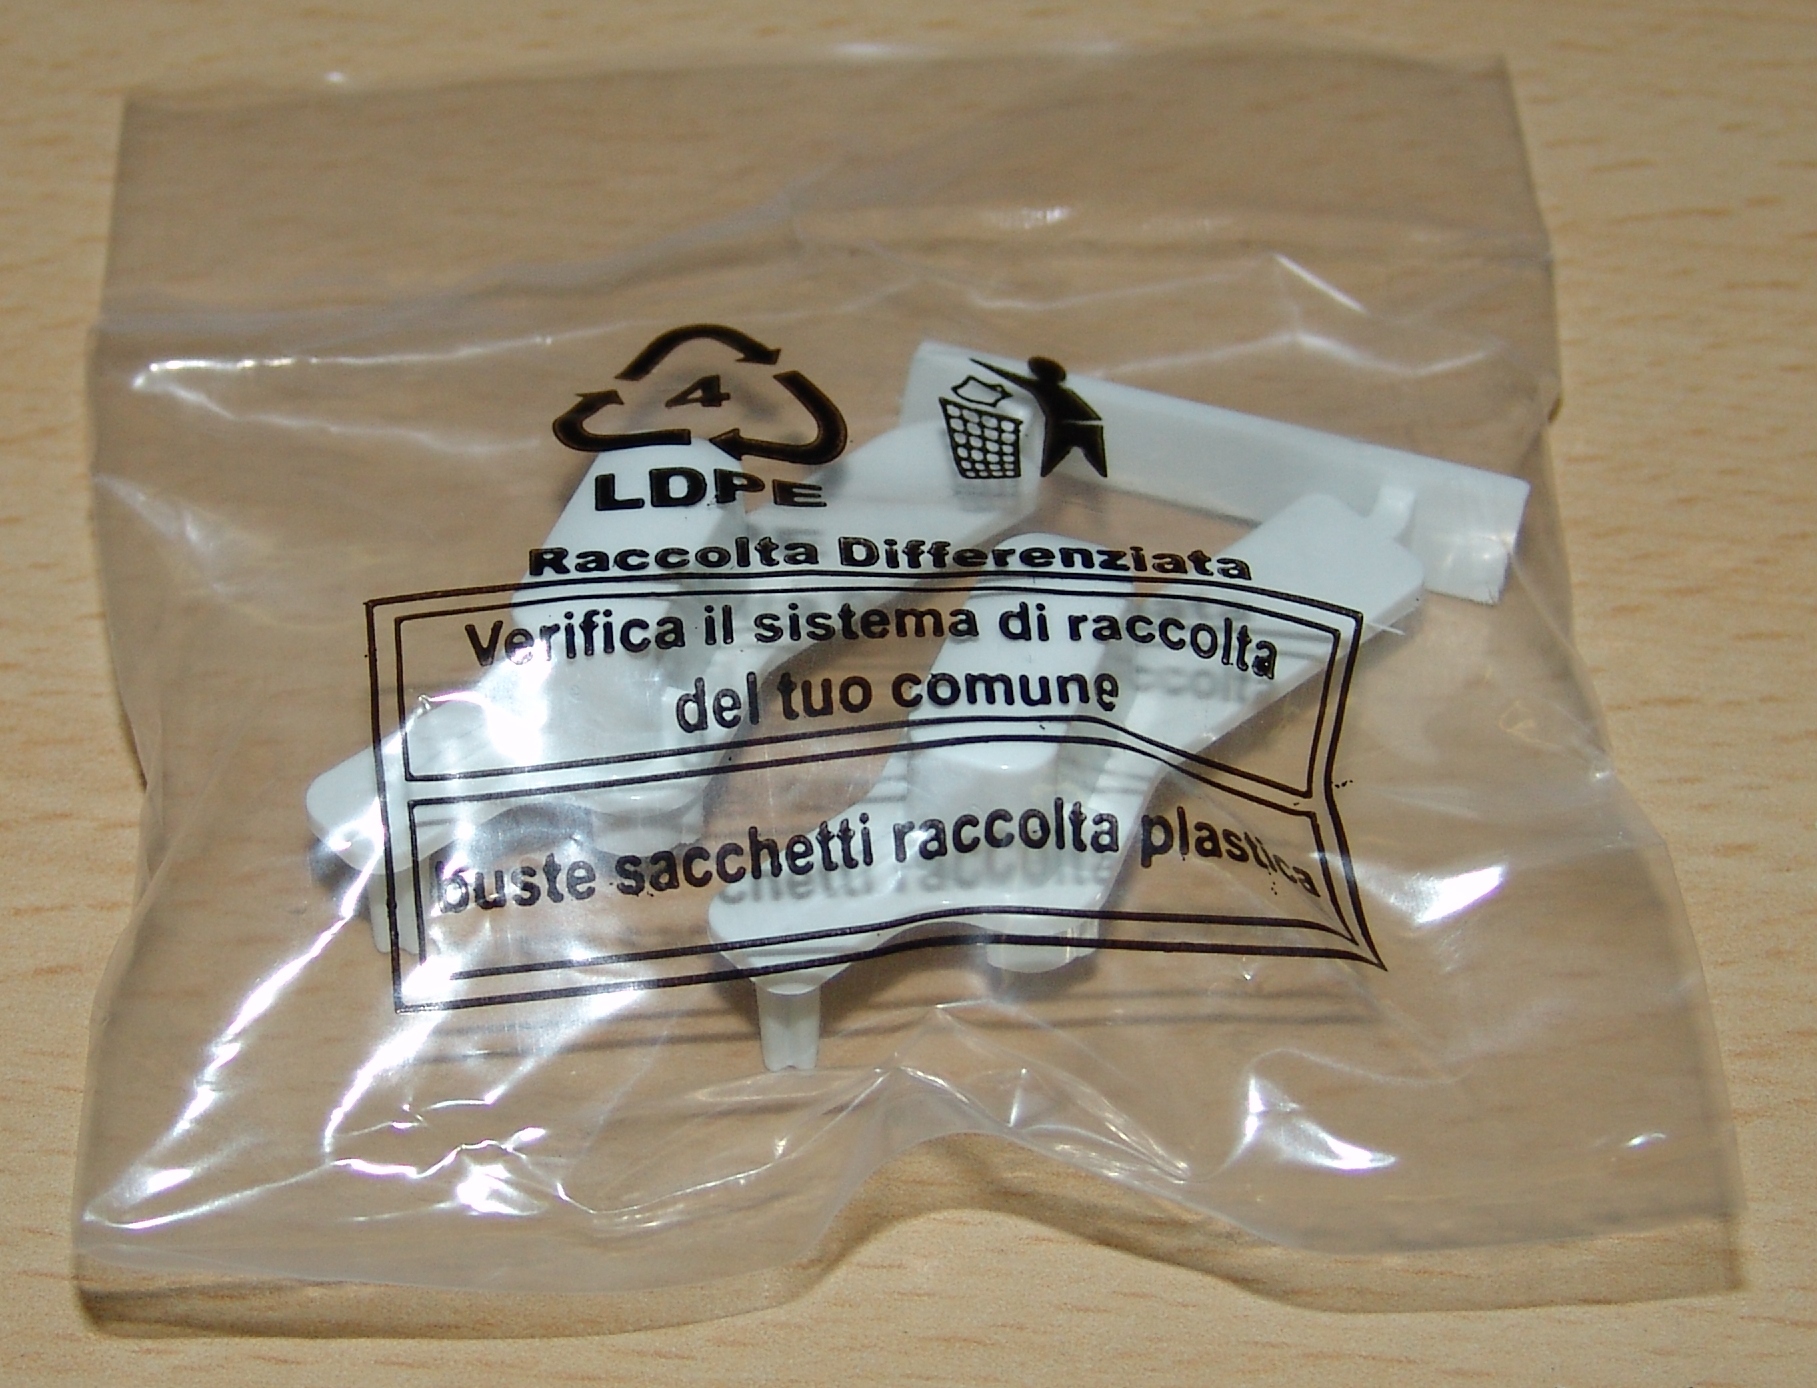 4
LDPE
Raccolta Differenziata
Verifica il sistema di raccolta
del tuo comune
buste sacchetti raccolta plastica